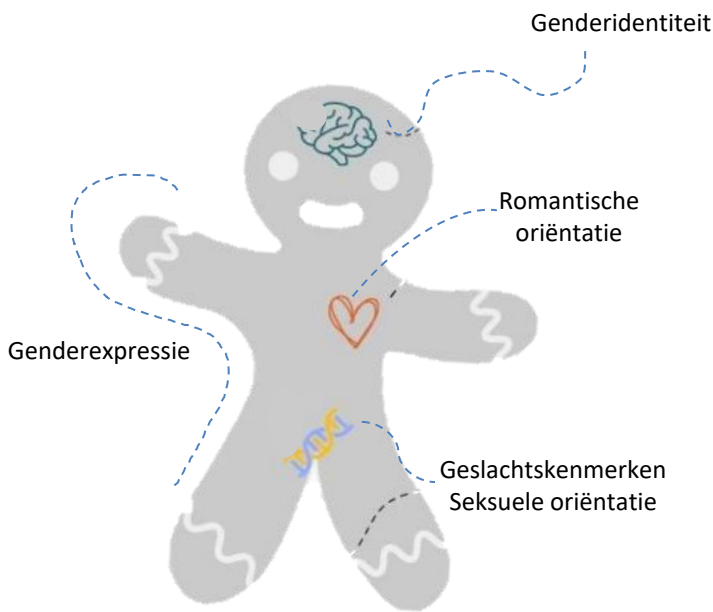 Genderidentiteit
Romantische
oriëntatie
Genderexpressie
Geslachtskenmerken
Seksuele oriëntatie